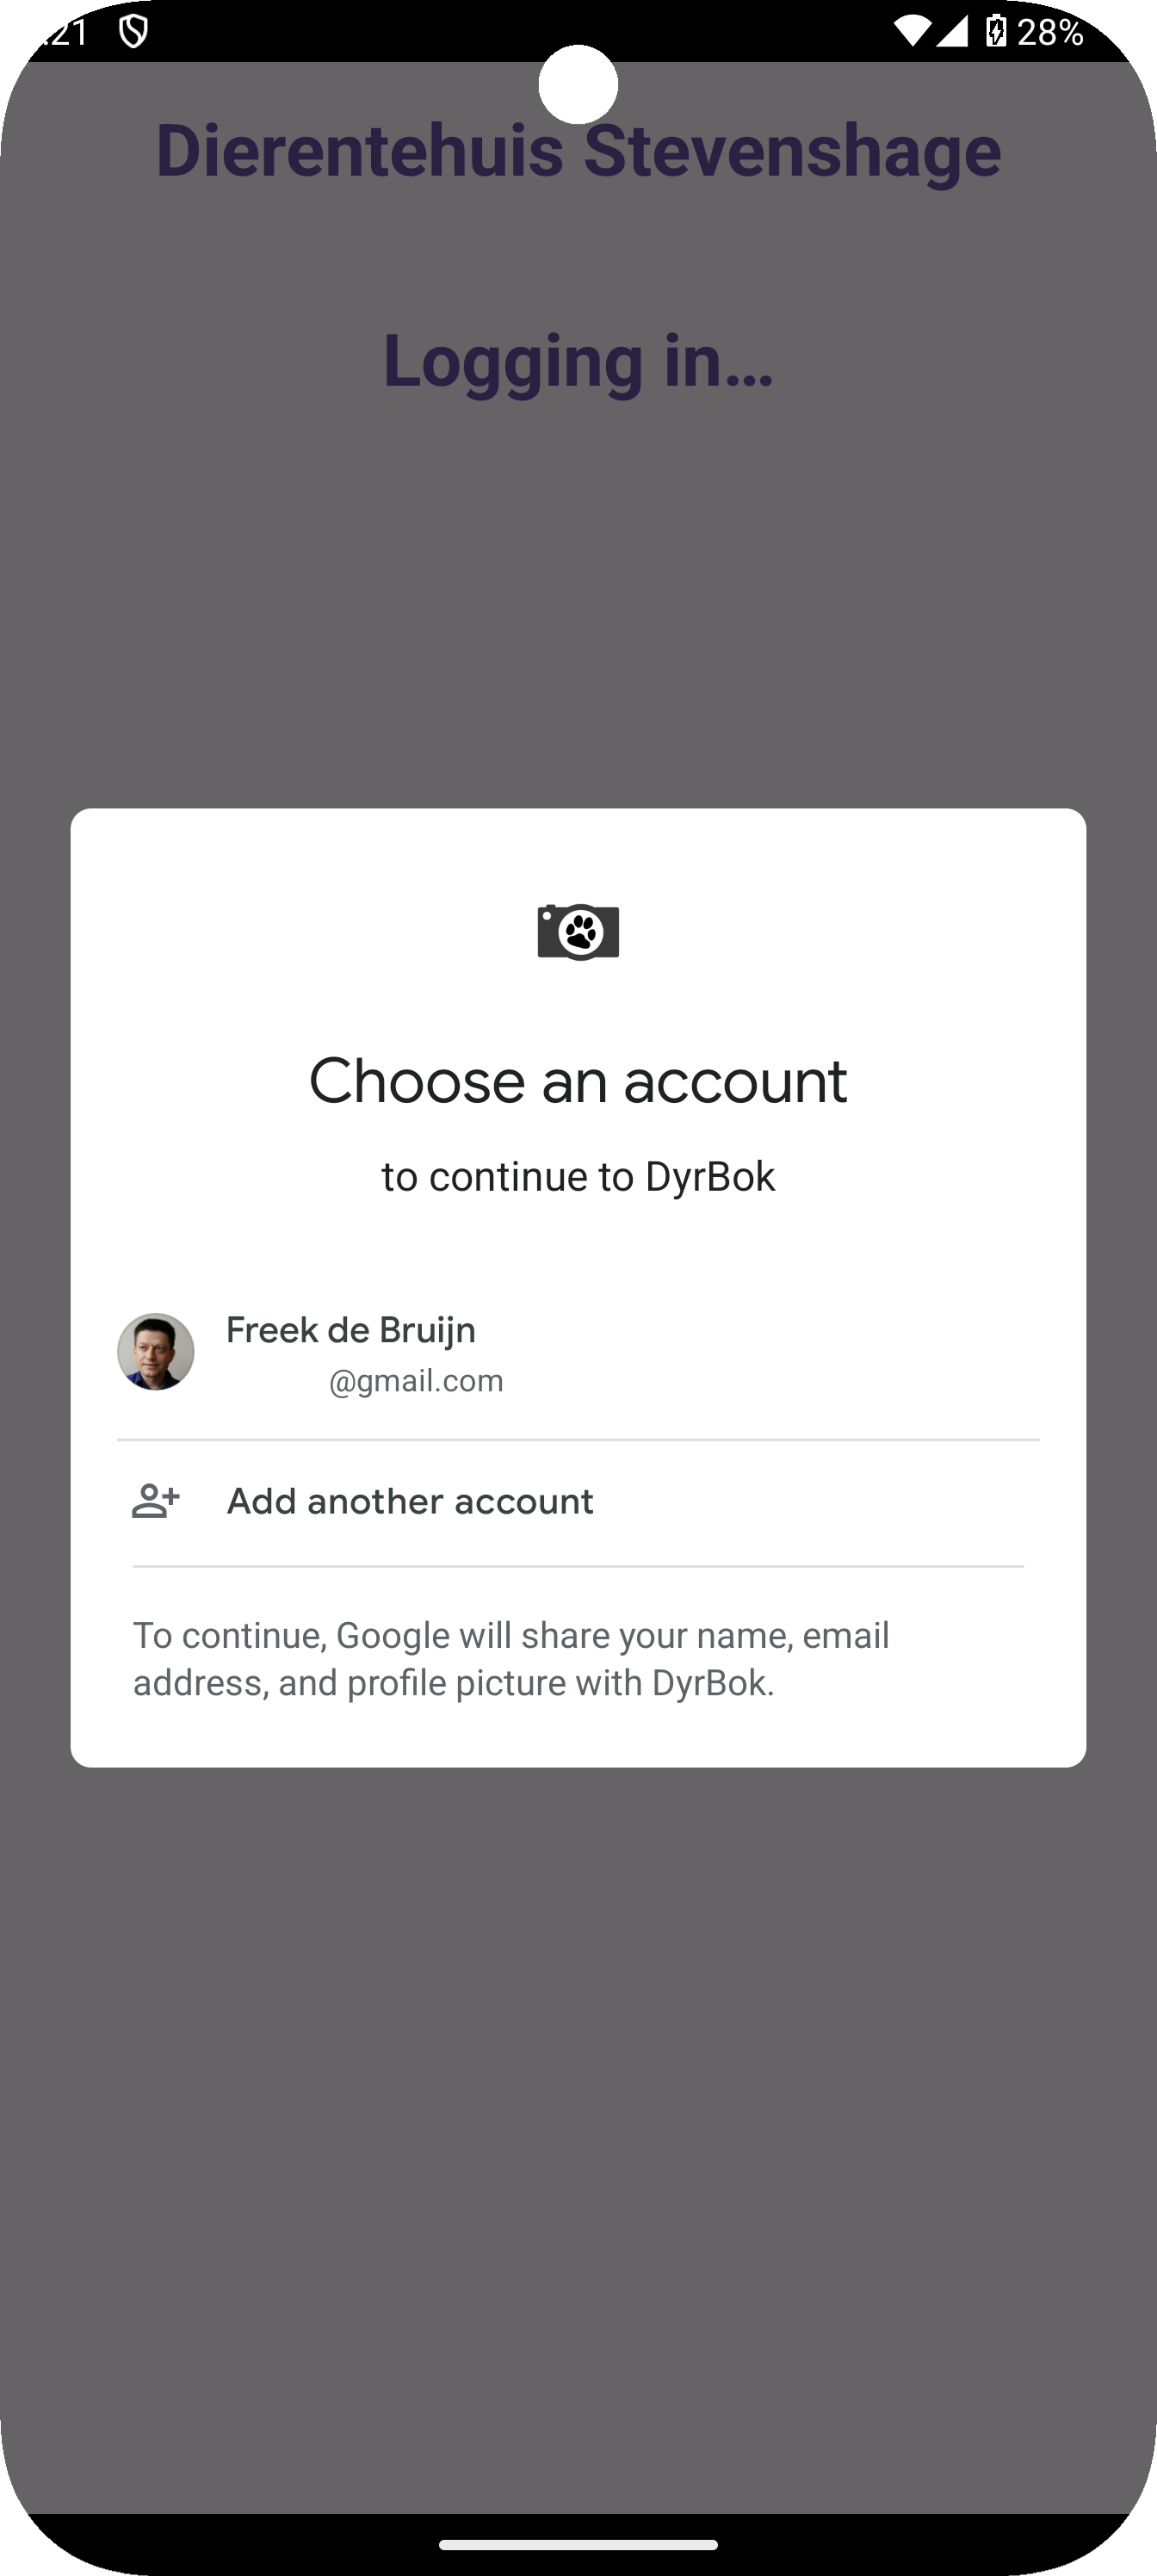 :21 28%
Dierentehuis Stevenshage
Logging in...
Choose an account
to continue to DyrBok
Freek de Bruijn
@gmail.com
Add another account
To continue, Google will share your name, email
address, and profile picture with DyrBok.